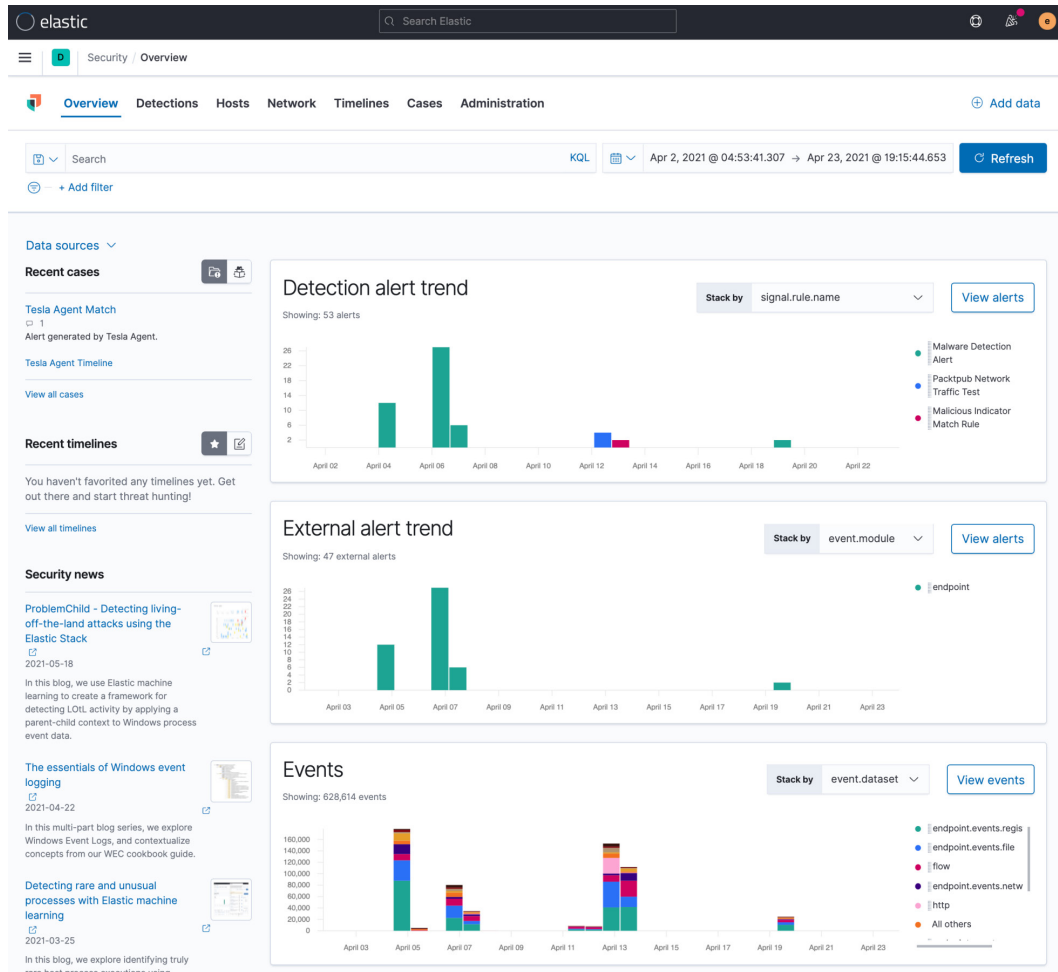 elastic
Search Elastic
e
D
Security / Overview
Overview
Detections
Hosts
Network
Timelines
Cases
Administration
Add data
Search
KQL
Apr 2, 2021 @ 04:53:41.307 → Apr 23, 2021 @ 19:15:44.653
Refresh
+ Add filter
Data sources
Recent cases
Tesla Agent Match
1
Alert generated by Tesla Agent.
Tesla Agent Timeline
View all cases
Recent timelines
You haven't favorited any timelines yet. Get
out there and start threat hunting!
View all timelines
Security news
ProblemChild - Detecting living-
off-the-land attacks using the
Elastic Stack
2021-05-18
In this blog, we use Elastic machine
learning to create a framework for
detecting LOtL activity by applying a
parent-child context to Windows process
event data.
The essentials of Windows event
logging
2021-04-22
In this multi-part blog series, we explore
Windows Event Logs, and contextualize
concepts from our WEC cookbook guide.
Detecting rare and unusual
processes with Elastic machine
learning
2021-03-25
In this blog, we explore identifying truly
rare host process executions using
Detection alert trend
Showing: 53 alerts
Stack by
signal.rule.name
View alerts
26
22
18
14
10
6
2
April 02
April 04
April 06
April 08
April 10
April 12
April 14
April 16
April 18
April 20
April 22
Malware Detection
Alert
Packtpub Network
Traffic Test
Malicious Indicator
Match Rule
External alert trend
Showing: 47 external alerts
Stack by
event.module
View alerts
26
24
22
20
18
16
14
12
10
8
6
4
2
0
April 03
April 05
April 07
April 09
April 11
April 13
April 15
April 17
April 19
April 21
April 23
endpoint
Events
Showing: 628,614 events
Stack by
event.dataset
View events
160,000
140,000
120,000
100,000
80,000
60,000
40,000
20,000
0
April 03
April 05
April 07
April 09
April 11
April 13
April 15
April 17
April 19
April 21
April 23
endpoint.events.regis
endpoint.events.file
flow
endpoint.events.netw
http
All others